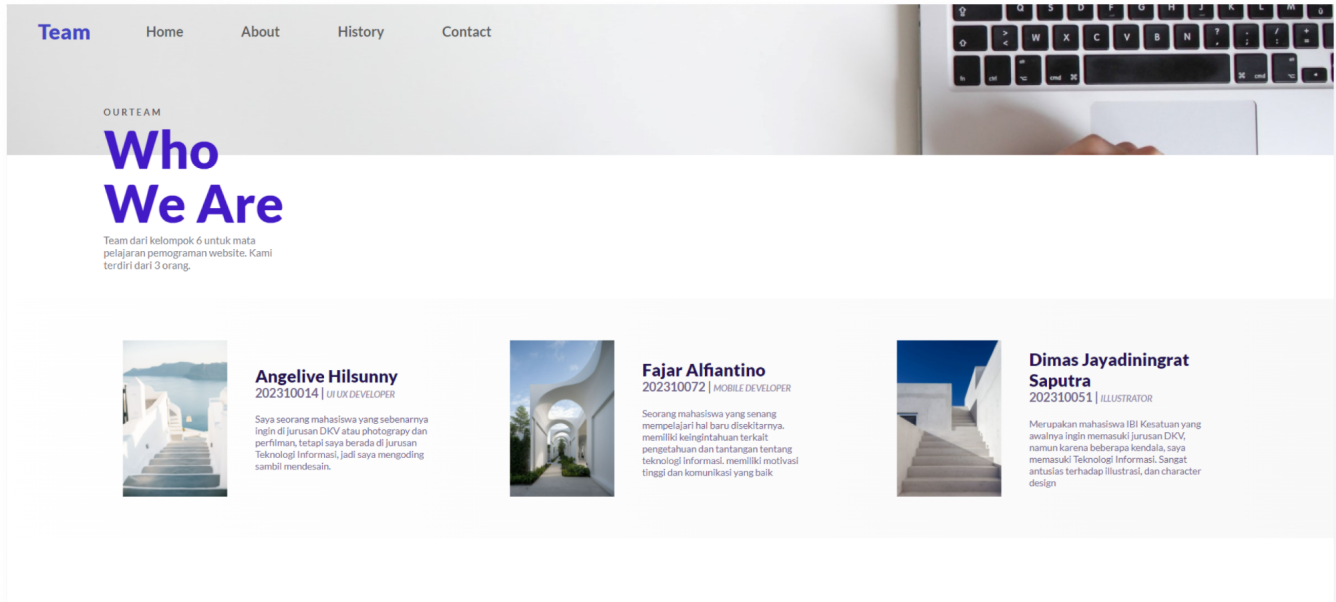 Team Home About History Contact
Q S D F G H J K L M ù
> < W X C V B N ? , . ; / : + =
fn ctrl cmd ⌘ ⌘ cmd
OURTEAM
Who
We Are
Team dari kelompok 6 untuk mata
pelajaran pemograman website. Kami
terdiri dari 3 orang.
Angelive Hilsunny
202310014 | UI UX DEVELOPER
Saya seorang mahasiswa yang sebenarnya
ingin di jurusan DKV atau photograpy dan
perfilman, tetapi saya berada di jurusan
Teknologi Informasi, jadi saya mengoding
sambil mendesain.
Fajar Alfiantino
202310072 | MOBILE DEVELOPER
Seorang mahasiswa yang senang
mempelajari hal baru disekitarnya.
memiliki keingintahuan terkait
pengetahuan dan tantangan tentang
teknologi informasi. memiliki motivasi
tinggi dan komunikasi yang baik
Dimas Jayadiningrat
Saputra
202310051 | ILLUSTRATOR
Merupakan mahasiswa IBI Kesatuan yang
awalnya ingin memasuki jurusan DKV,
namun karena beberapa kendala, saya
memasuki Teknologi Informasi. Sangat
antusias terhadap illustrasi, dan character
design